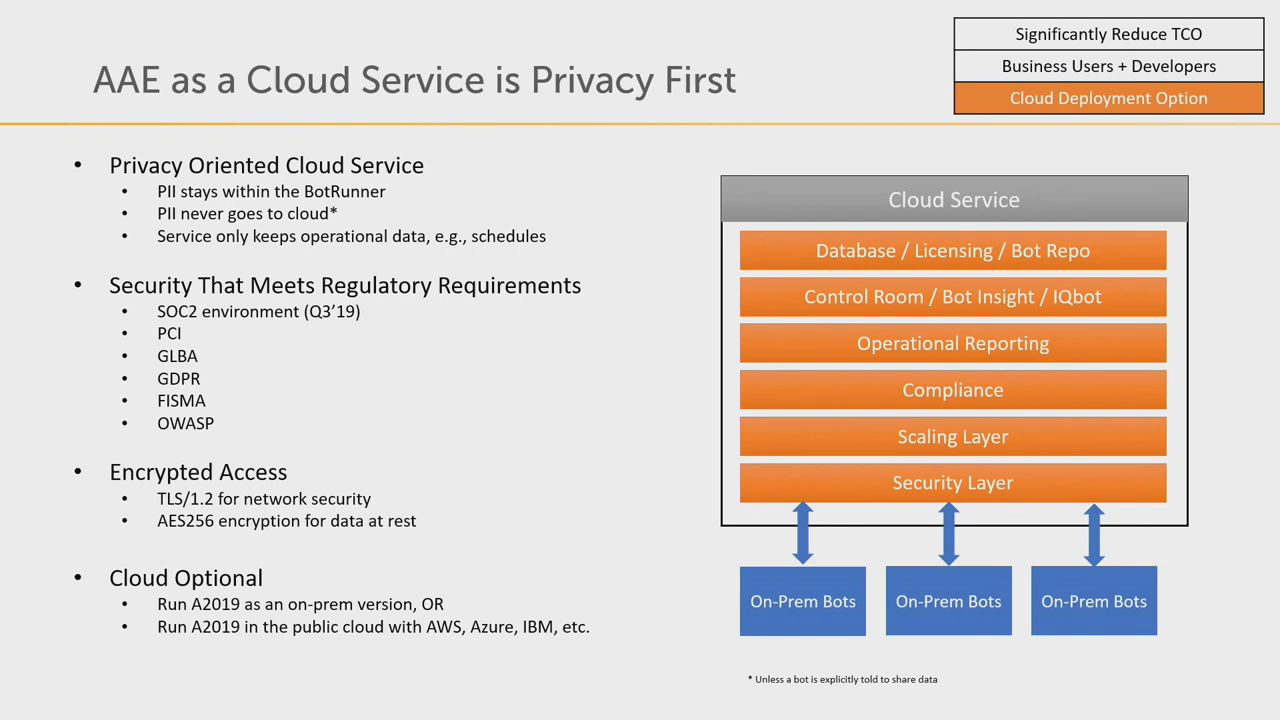 AAE as a Cloud Service is Privacy First
Significantly Reduce TCO
Business Users + Developers
Cloud Deployment Option
• Privacy Oriented Cloud Service
• PII stays within the BotRunner
• PII never goes to cloud*
• Service only keeps operational data, e.g., schedules
• Security That Meets Regulatory Requirements
• SOC2 environment (Q3’19)
• PCI
• GLBA
• GDPR
• FISMA
• OWASP
• Encrypted Access
• TLS/1.2 for network security
• AES256 encryption for data at rest
• Cloud Optional
• Run A2019 as an on-prem version, OR
• Run A2019 in the public cloud with AWS, Azure, IBM, etc.
Cloud Service
Database / Licensing / Bot Repo
Control Room / Bot Insight / IQbot
Operational Reporting
Compliance
Scaling Layer
Security Layer
On-Prem Bots
On-Prem Bots
On-Prem Bots
* Unless a bot is explicitly told to share data